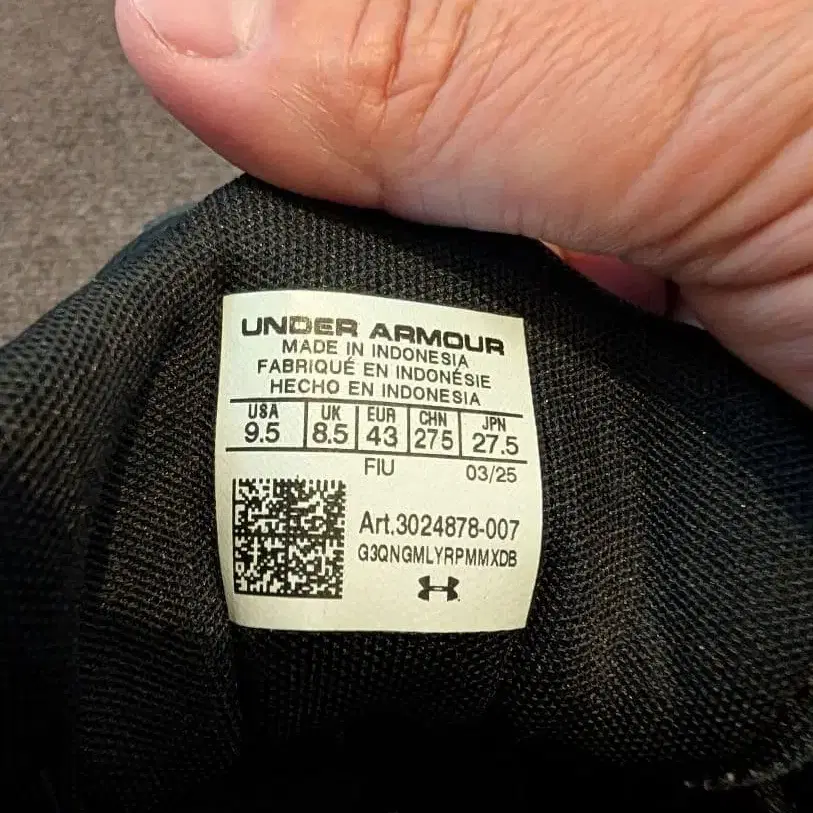 UNDER ARMOUR
MADE IN INDONESIA
FABRIQUÉ EN INDONÉSIE
HECHO EN INDONESIA
USA UK EUR CHN JPN
9.5 8.5 43 275 27.5
FIU 03/25
Art.3024878-007
G3QNGMLYRPMMXDB